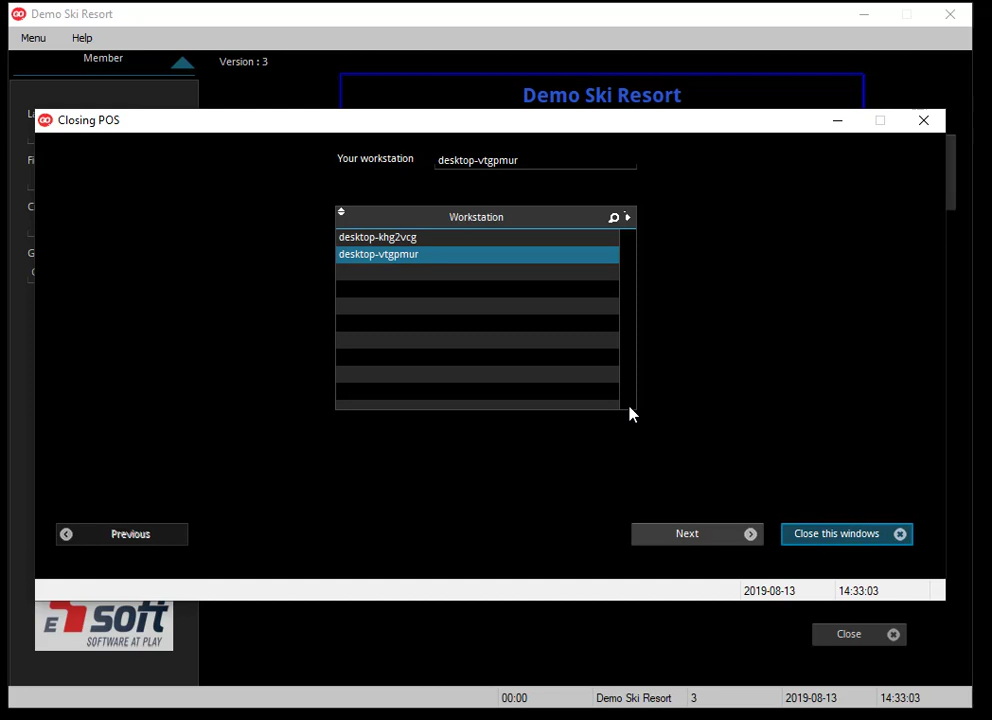 GO Demo Ski Resort
Menu Help
Member
Version : 3
Demo Ski Resort
GO Closing POS
Your workstation desktop-vtgpmur
Workstation
desktop-khg2vcg
desktop-vtgpmur
Previous
Next
Close this windows
2019-08-13 14:33:03
e soft
SOFTWARE AT PLAY
Close
00:00 Demo Ski Resort 3 2019-08-13 14:33:03